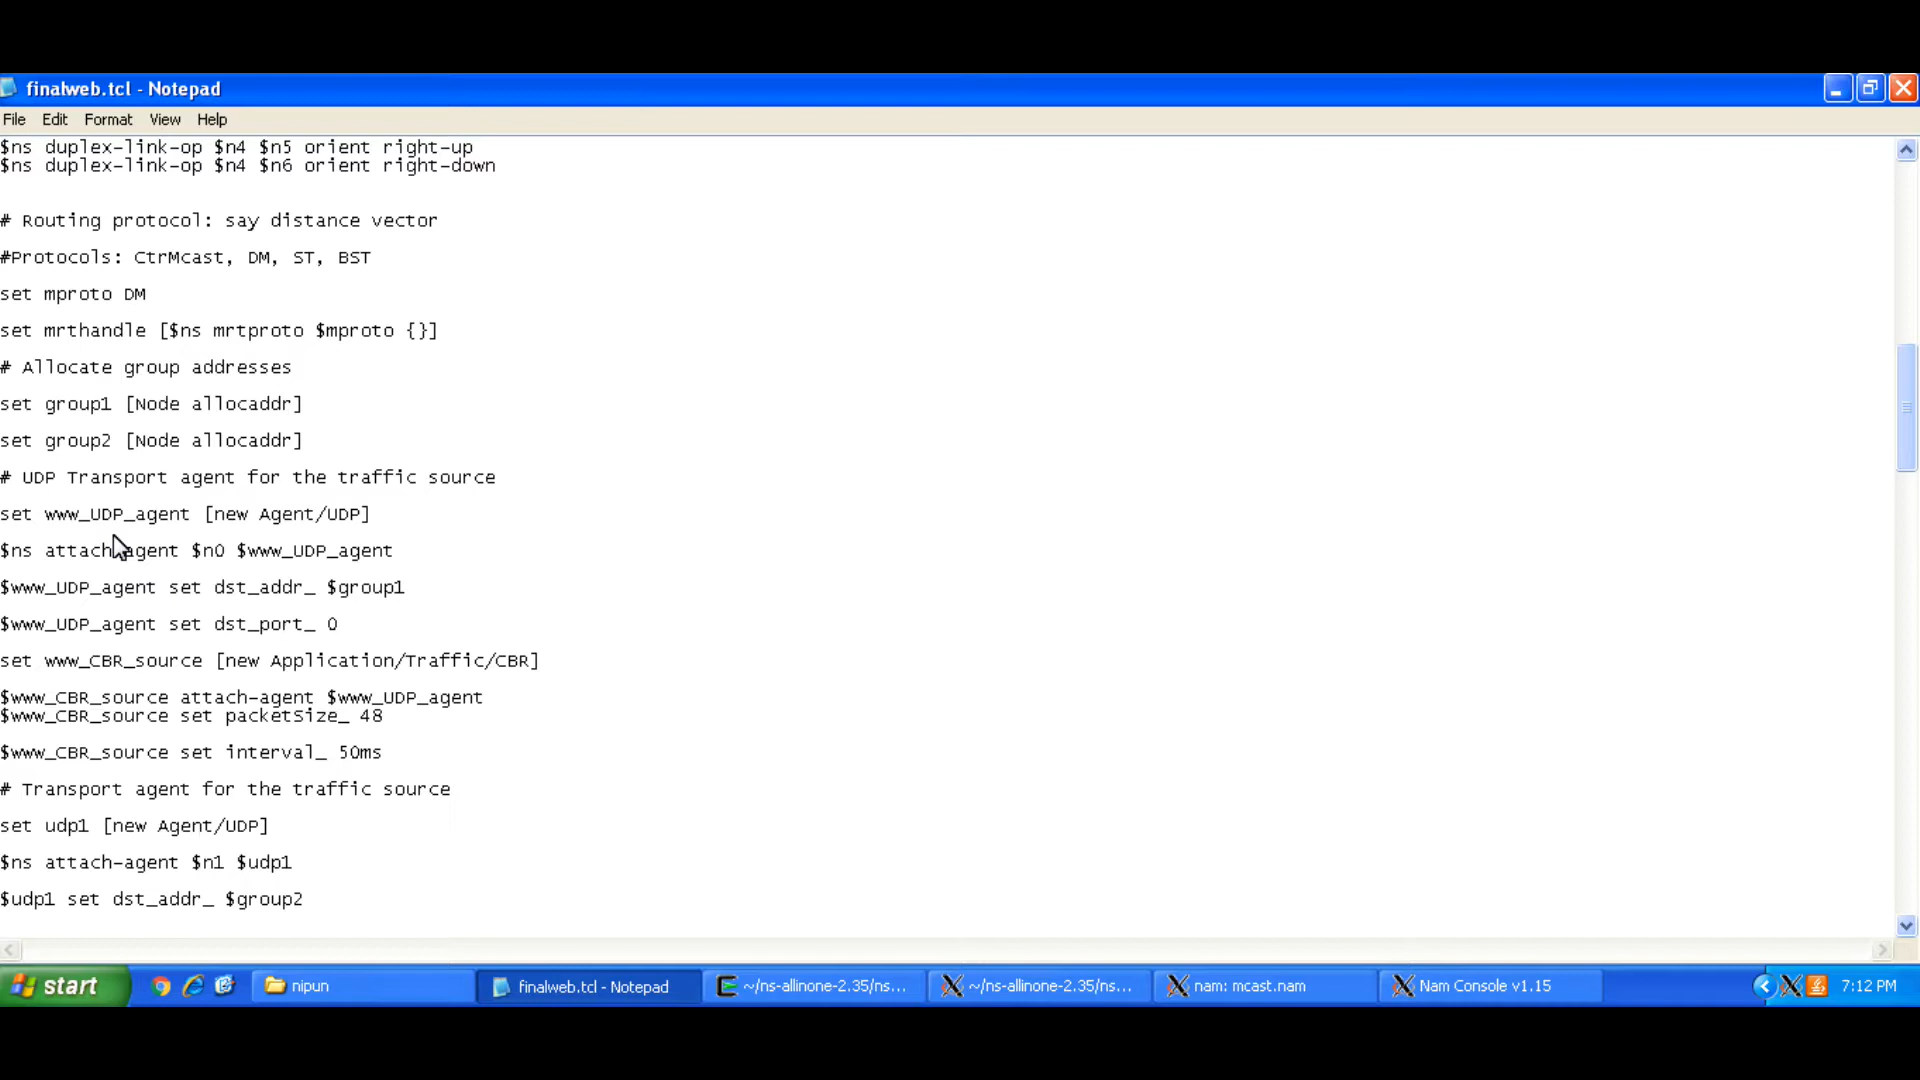 finalweb.tcl - Notepad
File Edit Format View Help
$ns duplex-link-op $n4 $n5 orient right-up
$ns duplex-link-op $n4 $n6 orient right-down
# Routing protocol: say distance vector
#Protocols: CtrMcast, DM, ST, BST
set mproto DM
set mrthandle [$ns mrtproto $mproto {}]
# Allocate group addresses
set group1 [Node allocaddr]
set group2 [Node allocaddr]
# UDP Transport agent for the traffic source
set www_UDP_agent [new Agent/UDP]
$ns attach-agent $n0 $www_UDP_agent
$www_UDP_agent set dst_addr_ $group1
$www_UDP_agent set dst_port_ 0
set www_CBR_source [new Application/Traffic/CBR]
$www_CBR_source attach-agent $www_UDP_agent
$www_CBR_source set packetSize_ 48
$www_CBR_source set interval_ 50ms
# Transport agent for the traffic source
set udp1 [new Agent/UDP]
$ns attach-agent $n1 $udp1
$udp1 set dst_addr_ $group2
start nipun finalweb.tcl - Notepad ~/ns-allinone-2.35/ns... ~/ns-allinone-2.35/ns... nam: mcast.nam Nam Console v1.15 7:12 PM